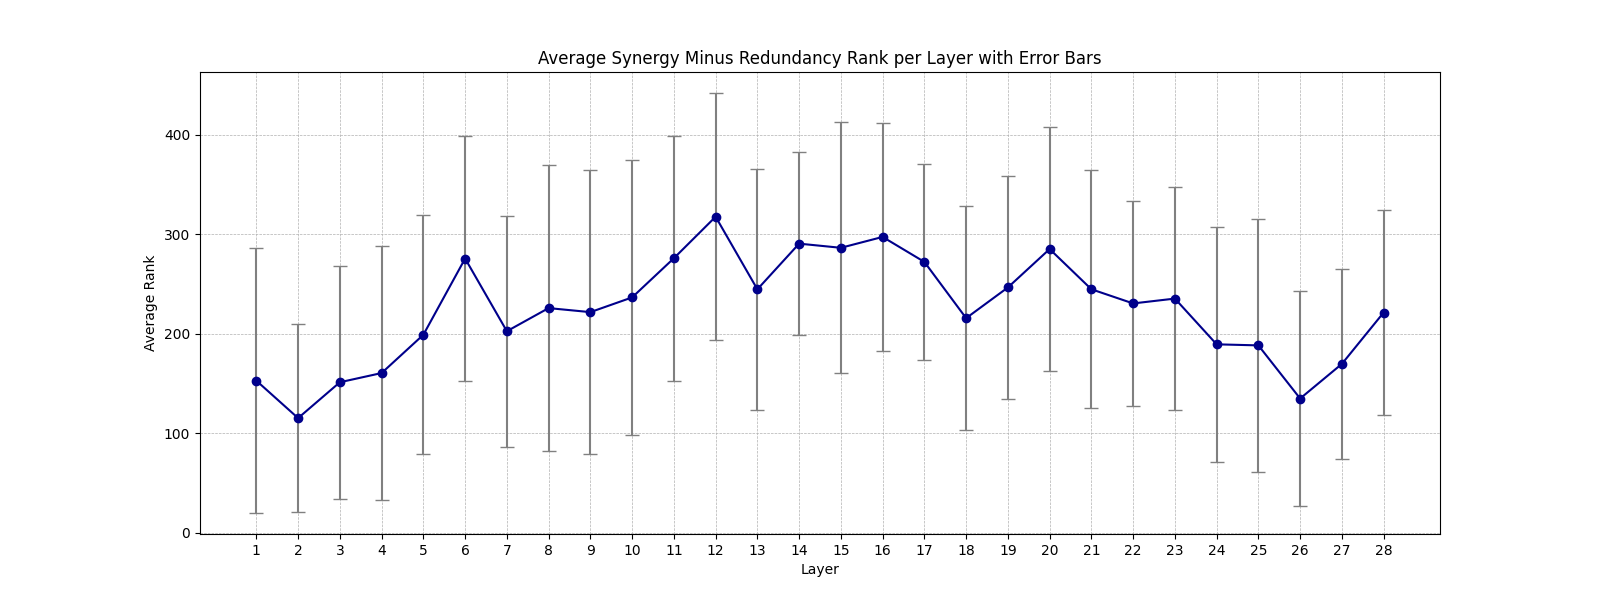 Average Synergy Minus Redundancy Rank per Layer with Error Bars
400
300
200
100
0
Average Rank
1 2 3 4 5 6 7 8 9 10 11 12 13 14 15 16 17 18 19 20 21 22 23 24 25 26 27 28
Layer